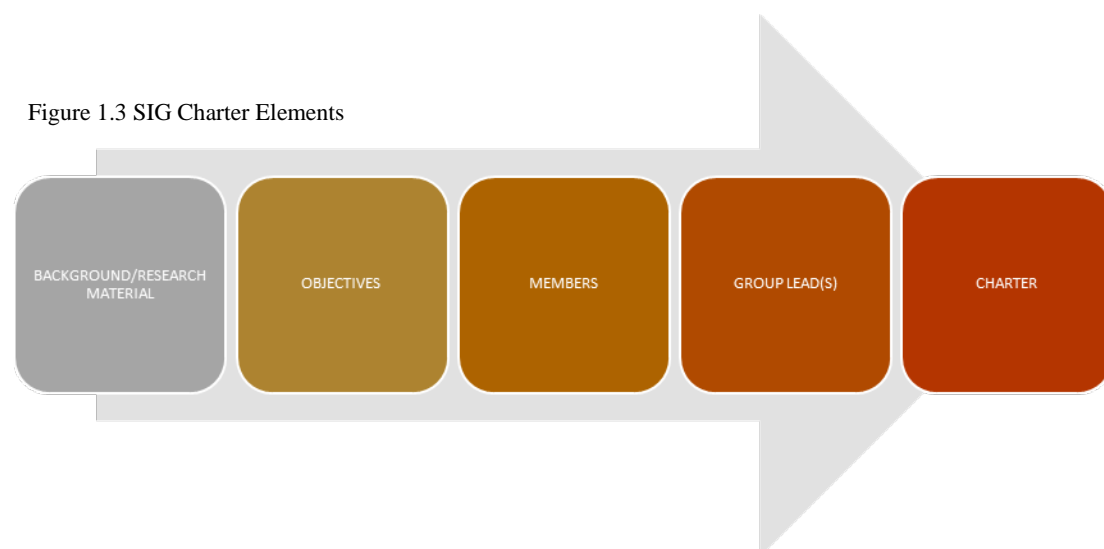 Figure 1.3 SIG Charter Elements
BACKGROUND/RESEARCH
MATERIAL
OBJECTIVES
MEMBERS
GROUP LEAD(S)
CHARTER